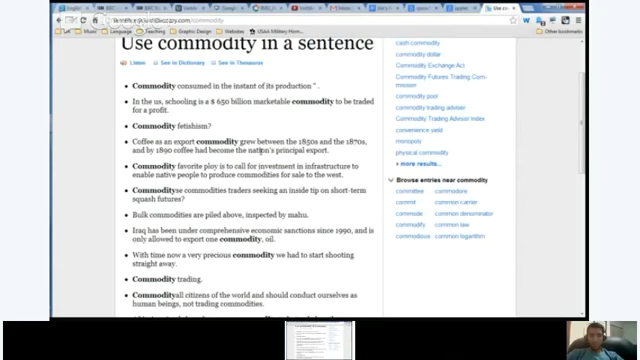 Use commodity in a sentence
Listen
See in Dictionary
See in Thesaurus
Commodity consumed in the instant of its production " .
In the us, schooling is a $ 650 billion marketable commodity to be traded
for a profit.
Commodity fetishism?
Coffee as an export commodity grew between the 1850s and the 1870s,
and by 1890 coffee had become the nation's principal export.
Commodity favorite ploy is to call for investment in infrastructure to
enable native people to produce commodities for sale to the west.
Commodityse commodities traders seeking an inside tip on short-term
squash futures?
Bulk commodities are piled above, inspected by mahu.
Iraq has been under comprehensive economic sanctions since 1990, and is
only allowed to export one commodity, oil.
With time now a very precious commodity we had to start shooting
straight away.
Commodity trading.
Commodityall citizens of the world and should conduct ourselves as
human beings, not trading commodities.
cash commodity
commodity dollar
Commodity Exchange Act
Commodity Futures Trading Com-
mission
commodity pool
commodity trading adviser
Commodity Trading Advisor Index
convenience yield
monopoly
physical commodity
+ more results...
Browse entries near commodity
committee commodore
commit common carrier
commode common denominator
commodify common law
commodious common logarithm
Music
Language
Teaching
Graphic Design
Websites
USAA Military Hom...
Other bookmarks